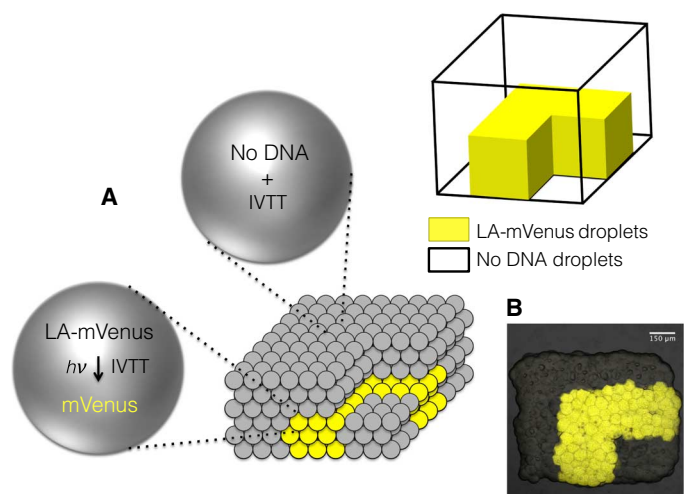 A
No DNA
+
IVTT
LA-mVenus
hν ↓ IVTT
mVenus
LA-mVenus droplets
No DNA droplets
B
150 µm